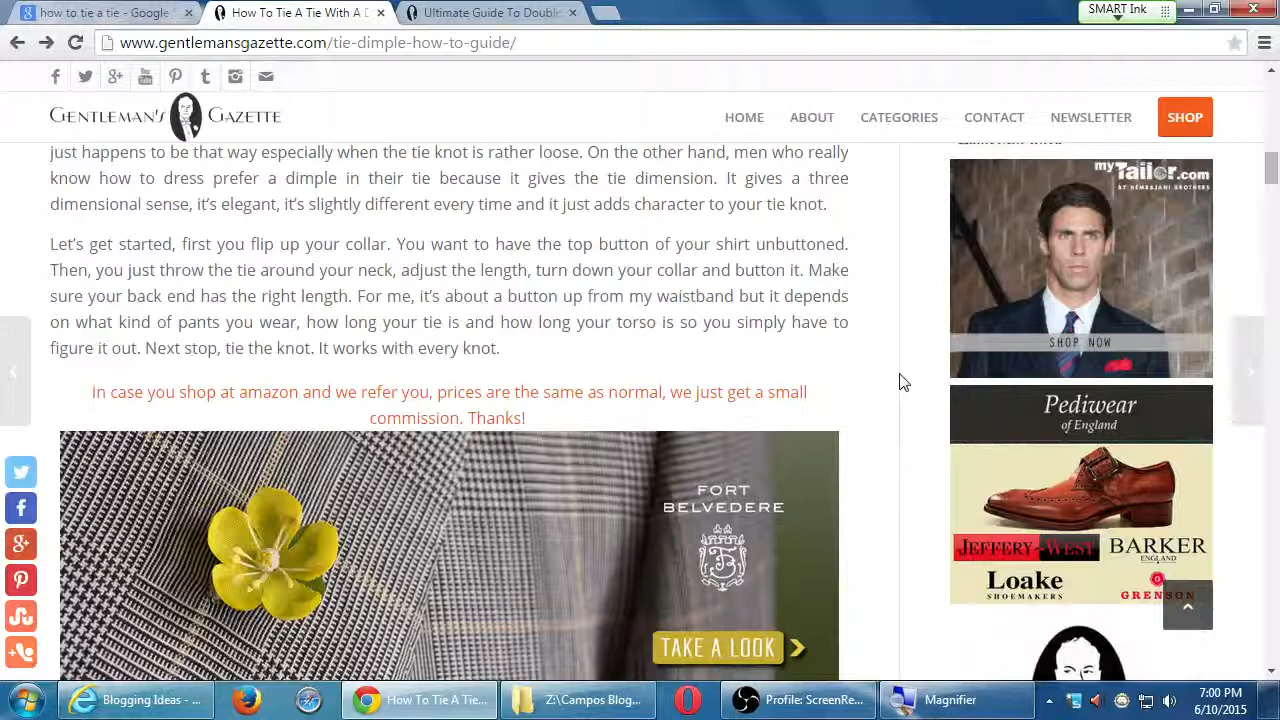 how to tie a tie - Google
How To Tie A Tie With A D
Ultimate Guide To Double
SMART Ink
www.gentlemansgazette.com/tie-dimple-how-to-guide/
GENTLEMAN'S GAZETTE
HOME
ABOUT
CATEGORIES
CONTACT
NEWSLETTER
SHOP
just happens to be that way especially when the tie knot is rather loose. On the other hand, men who really
know how to dress prefer a dimple in their tie because it gives the tie dimension. It gives a three
dimensional sense, it's elegant, it's slightly different every time and it just adds character to your tie knot.
Let's get started, first you flip up your collar. You want to have the top button of your shirt unbuttoned.
Then, you just throw the tie around your neck, adjust the length, turn down your collar and button it. Make
sure your back end has the right length. For me, it's about a button up from my waistband but it depends
on what kind of pants you wear, how long your tie is and how long your torso is so you simply have to
figure it out. Next stop, tie the knot. It works with every knot.
In case you shop at amazon and we refer you, prices are the same as normal, we just get a small
commission. Thanks!
FORT
BELVEDERE
TAKE A LOOK
myTailor.com
BY HEMRAJANI BROTHERS
SHOP NOW
Pediwear
of England
JEFFERY-WEST
BARKER
ENGLAND
Loake
SHOEMAKERS
GRENSON
Blogging Ideas - ...
How To Tie A Tie...
Z:\Campos Blog...
Profile: ScreenRe...
Magnifier
7:00 PM
6/10/2015